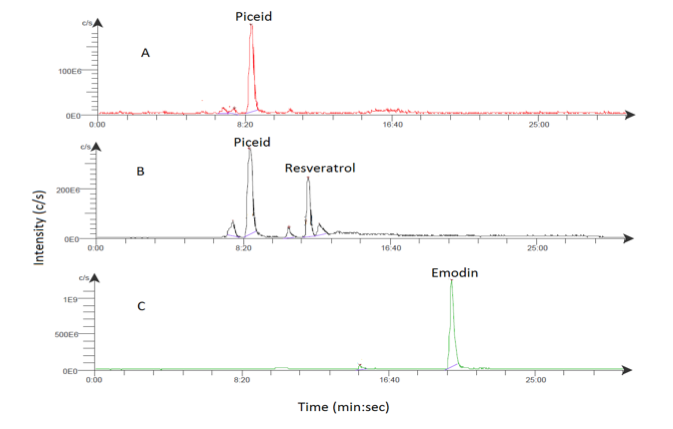 Piceid
c/s
A
100E6
0E0
0:00 8:20 16:40 25:00
Piceid
c/s
B
Resveratrol
200E6
0E0
0:00 8:20 16:40 25:00
Intensity (c/s)
Emodin
c/s
C
1E9
500E6
0E0
0:00 8:20 16:40 25:00
Time (min:sec)